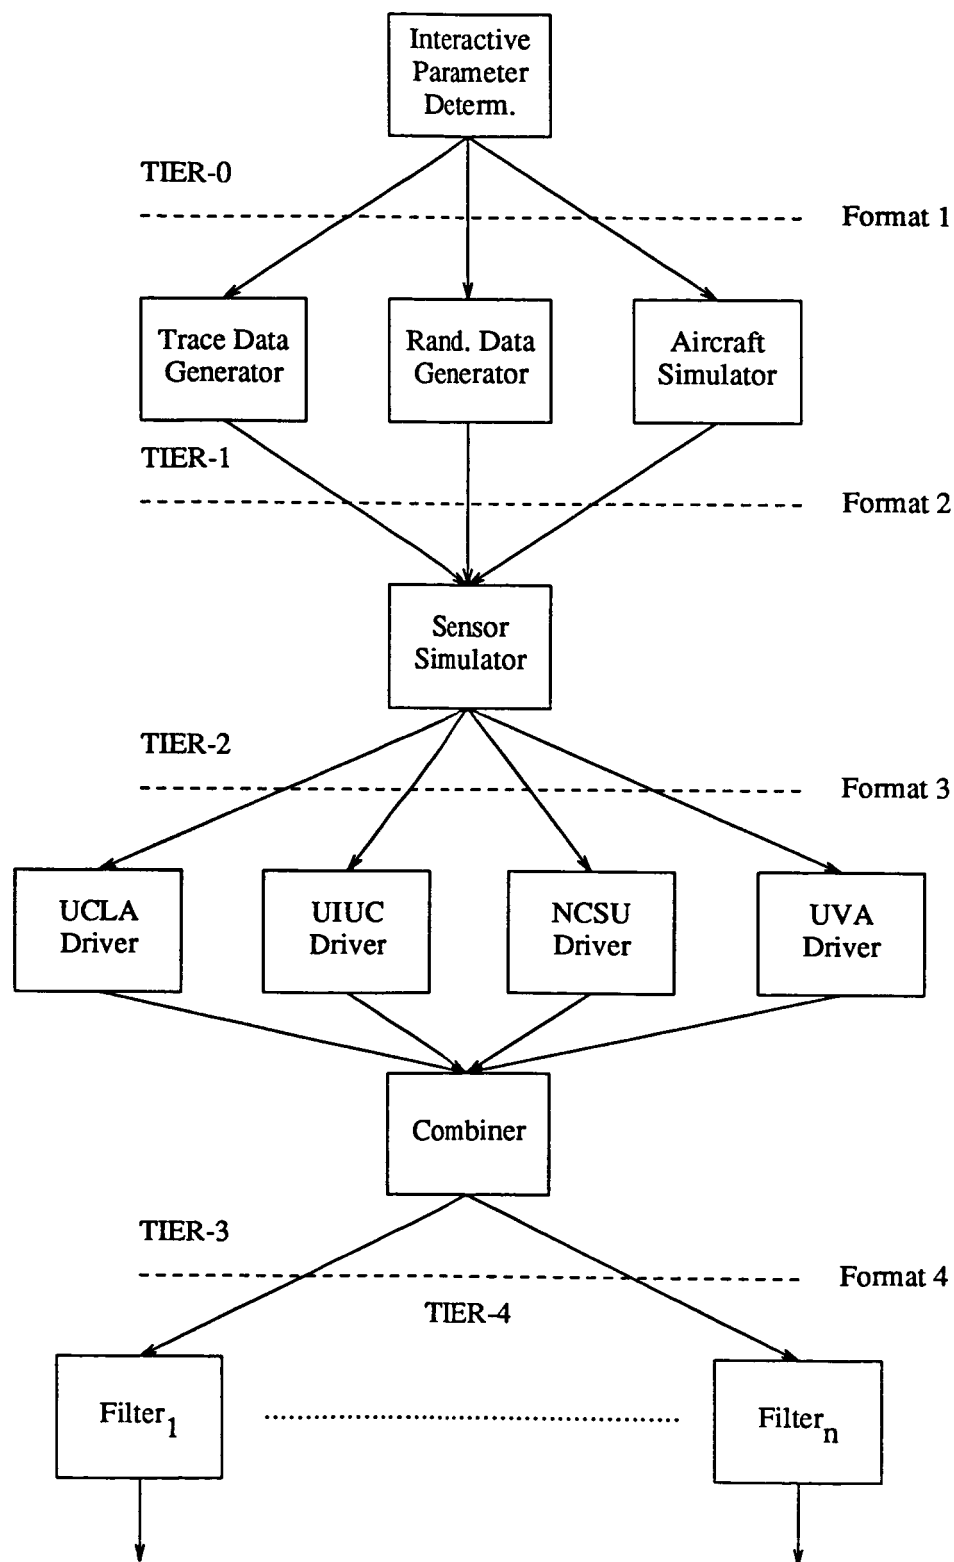 Interactive
Parameter
Determ.
TIER-0
Format 1
Trace Data
Generator
Rand. Data
Generator
Aircraft
Simulator
TIER-1
Format 2
Sensor
Simulator
TIER-2
Format 3
UCLA
Driver
UIUC
Driver
NCSU
Driver
UVA
Driver
Combiner
TIER-3
Format 4
TIER-4
Filter1
Filtern